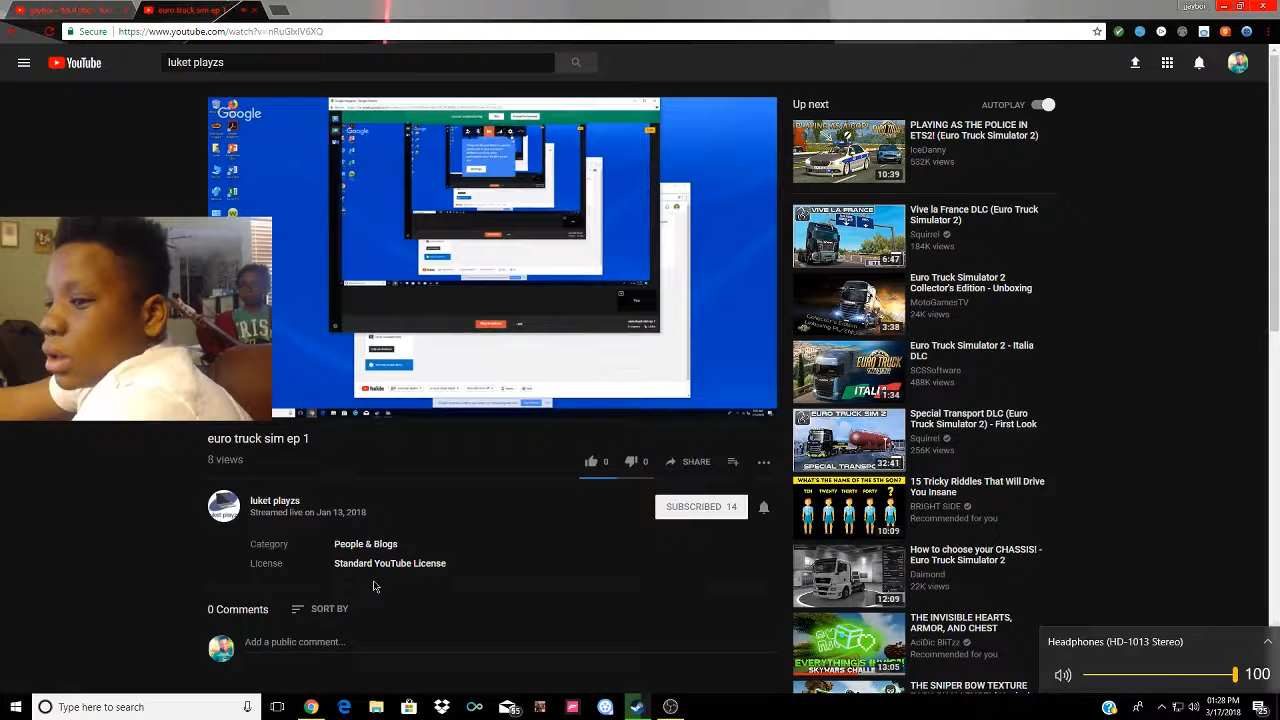 euro truck sim ep 1
jjaeboii
Secure
https://www.youtube.com/watch?v=nRuGlxlV6XQ
YouTube
luket playzs
Google
Up next
AUTOPLAY
PLAYING AS THE POLICE IN
ETS2! (Euro Truck Simulator 2)
IceDanny
532K views
10:39
Vive la France DLC (Euro Truck
Simulator 2)
Squirrel
184K views
6:47
Euro Truck Simulator 2
Collector's Edition - Unboxing
MotoGamesTV
24K views
3:38
Euro Truck Simulator 2 - Italia
DLC
SCSSoftware
488K views
1:34
Special Transport DLC (Euro
Truck Simulator 2) - First Look
Squirrel
256K views
32:41
15 Tricky Riddles That Will Drive
You Insane
BRIGHT SIDE
Recommended for you
10:09
How to choose your CHASSIS! -
Euro Truck Simulator 2
Daimond
22K views
12:09
THE INVISIBLE HEARTS,
ARMOR, AND CHEST
AciDic BliTzz
Recommended for you
13:05
THE SNIPER BOW TEXTURE
euro truck sim ep 1
8 views
0
0
SHARE
luket playzs
Streamed live on Jan 13, 2018
SUBSCRIBED 14
Category
People & Blogs
License
Standard YouTube License
0 Comments
SORT BY
Add a public comment...
Headphones (HD-1013 Stereo)
100
Type here to search
01:28 PM
3/17/2018